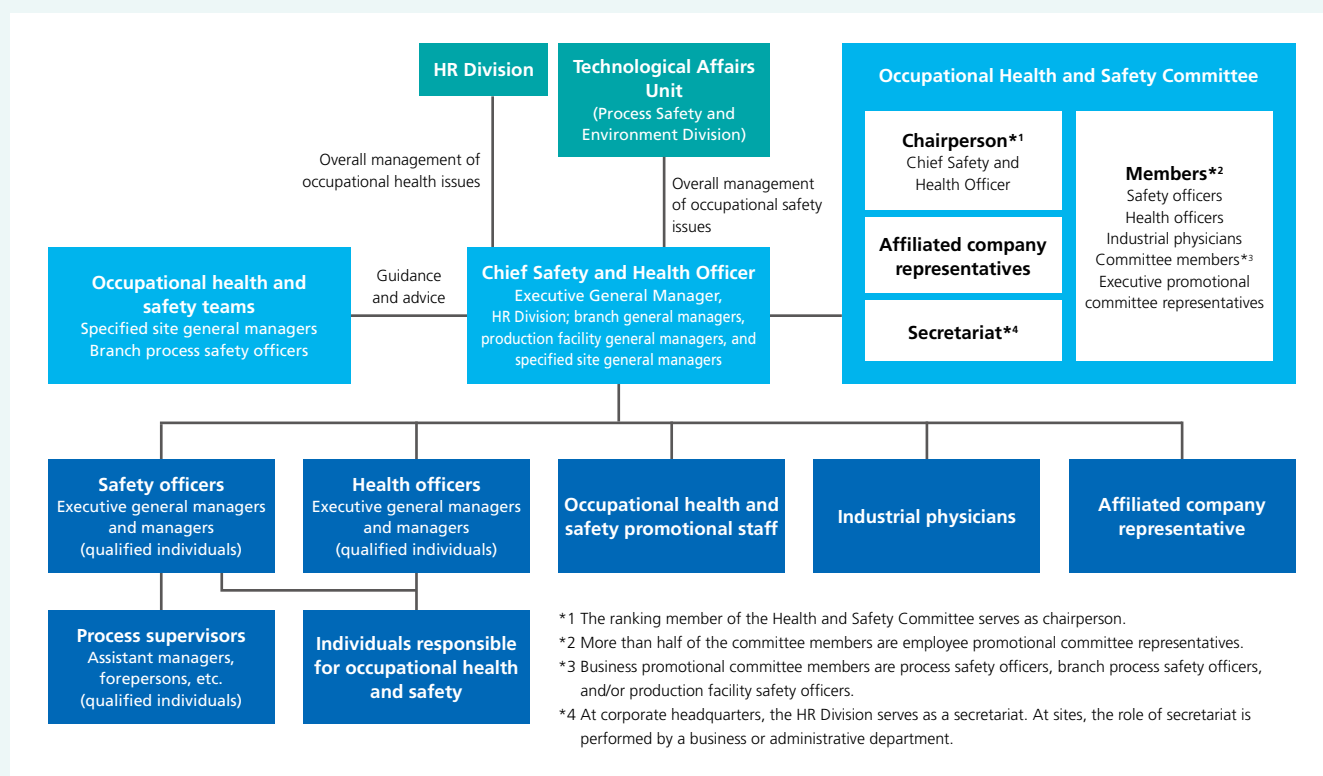 HR Division
Technological Affairs
Unit
(Process Safety and
Environment Division)
Overall management of
occupational health issues
Overall management
of occupational safety
issues
Occupational Health and Safety Committee
Chairperson*1
Chief Safety and
Health Officer
Affiliated company
representatives
Secretariat*4
Members*2
Safety officers
Health officers
Industrial physicians
Committee members*3
Executive promotional
committee representatives
Occupational health and
safety teams
Specified site general managers
Branch process safety officers
Guidance
and advice
Chief Safety and Health Officer
Executive General Manager,
HR Division; branch general managers,
production facility general managers, and
specified site general managers
Safety officers
Executive general managers
and managers
(qualified individuals)
Health officers
Executive general managers
and managers
(qualified individuals)
Occupational health and
safety promotional staff
Industrial physicians
Affiliated company
representative
Process supervisors
Assistant managers,
forepersons, etc.
(qualified individuals)
Individuals responsible
for occupational health
and safety
*1 The ranking member of the Health and Safety Committee serves as chairperson.
*2 More than half of the committee members are employee promotional committee representatives.
*3 Business promotional committee members are process safety officers, branch process safety officers,
and/or production facility safety officers.
*4 At corporate headquarters, the HR Division serves as a secretariat. At sites, the role of secretariat is
performed by a business or administrative department.